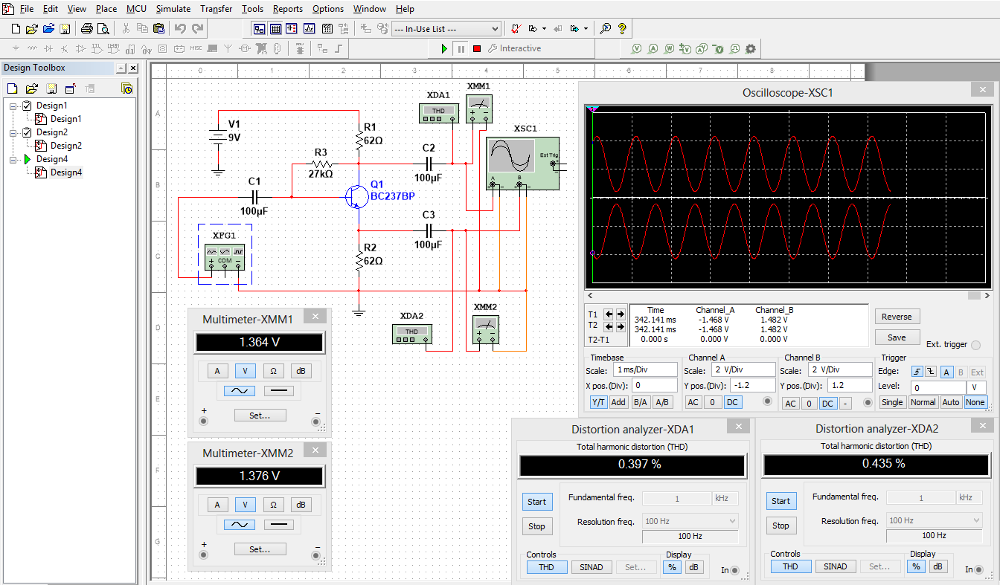 File Edit View Place MCU Simulate Transfer Tools Reports Options Window Help
--- In-Use List ---
MISC
Interactive
Design Toolbox
Design1
Design1
Design2
Design2
Design4
Design4
0 1 2 3 4 5 6 7 8
A
B
C
D
E
F
G
V1
9V
R1
62Ω
R3
27kΩ
C1
100µF
Q1
BC237BP
C2
100µF
C3
100µF
R2
62Ω
XFG1
COM
XDA1
THD
XMM1
XSC1
Ext Trig
A B
XDA2
THD
XMM2
Oscilloscope-XSC1
Time Channel_A Channel_B
T1 342.141 ms -1.468 V 1.482 V
T2 342.141 ms -1.468 V 1.482 V
T2-T1 0.000 s 0.000 V 0.000 V
Reverse
Save
Ext. trigger
Timebase
Scale: 1 ms/Div
X pos.(Div): 0
Y/T Add B/A A/B
Channel A
Scale: 2 V/Div
Y pos.(Div): -1.2
AC 0 DC
Channel B
Scale: 2 V/Div
Y pos.(Div): 1.2
AC 0 DC -
Trigger
Edge: A B Ext
Level: 0 V
Single Normal Auto None
Multimeter-XMM1
1.364 V
A V Ω dB
+ Set... −
Multimeter-XMM2
1.376 V
A V Ω dB
+ Set... −
Distortion analyzer-XDA1
Total harmonic distortion (THD)
0.397 %
Start
Stop
Fundamental freq. 1 kHz
Resolution freq. 100 Hz
100 Hz
Controls
THD SINAD Set...
Display
% dB
In
Distortion analyzer-XDA2
Total harmonic distortion (THD)
0.435 %
Start
Stop
Fundamental freq. 1 kHz
Resolution freq. 100 Hz
100 Hz
Controls
THD SINAD Set...
Display
% dB
In